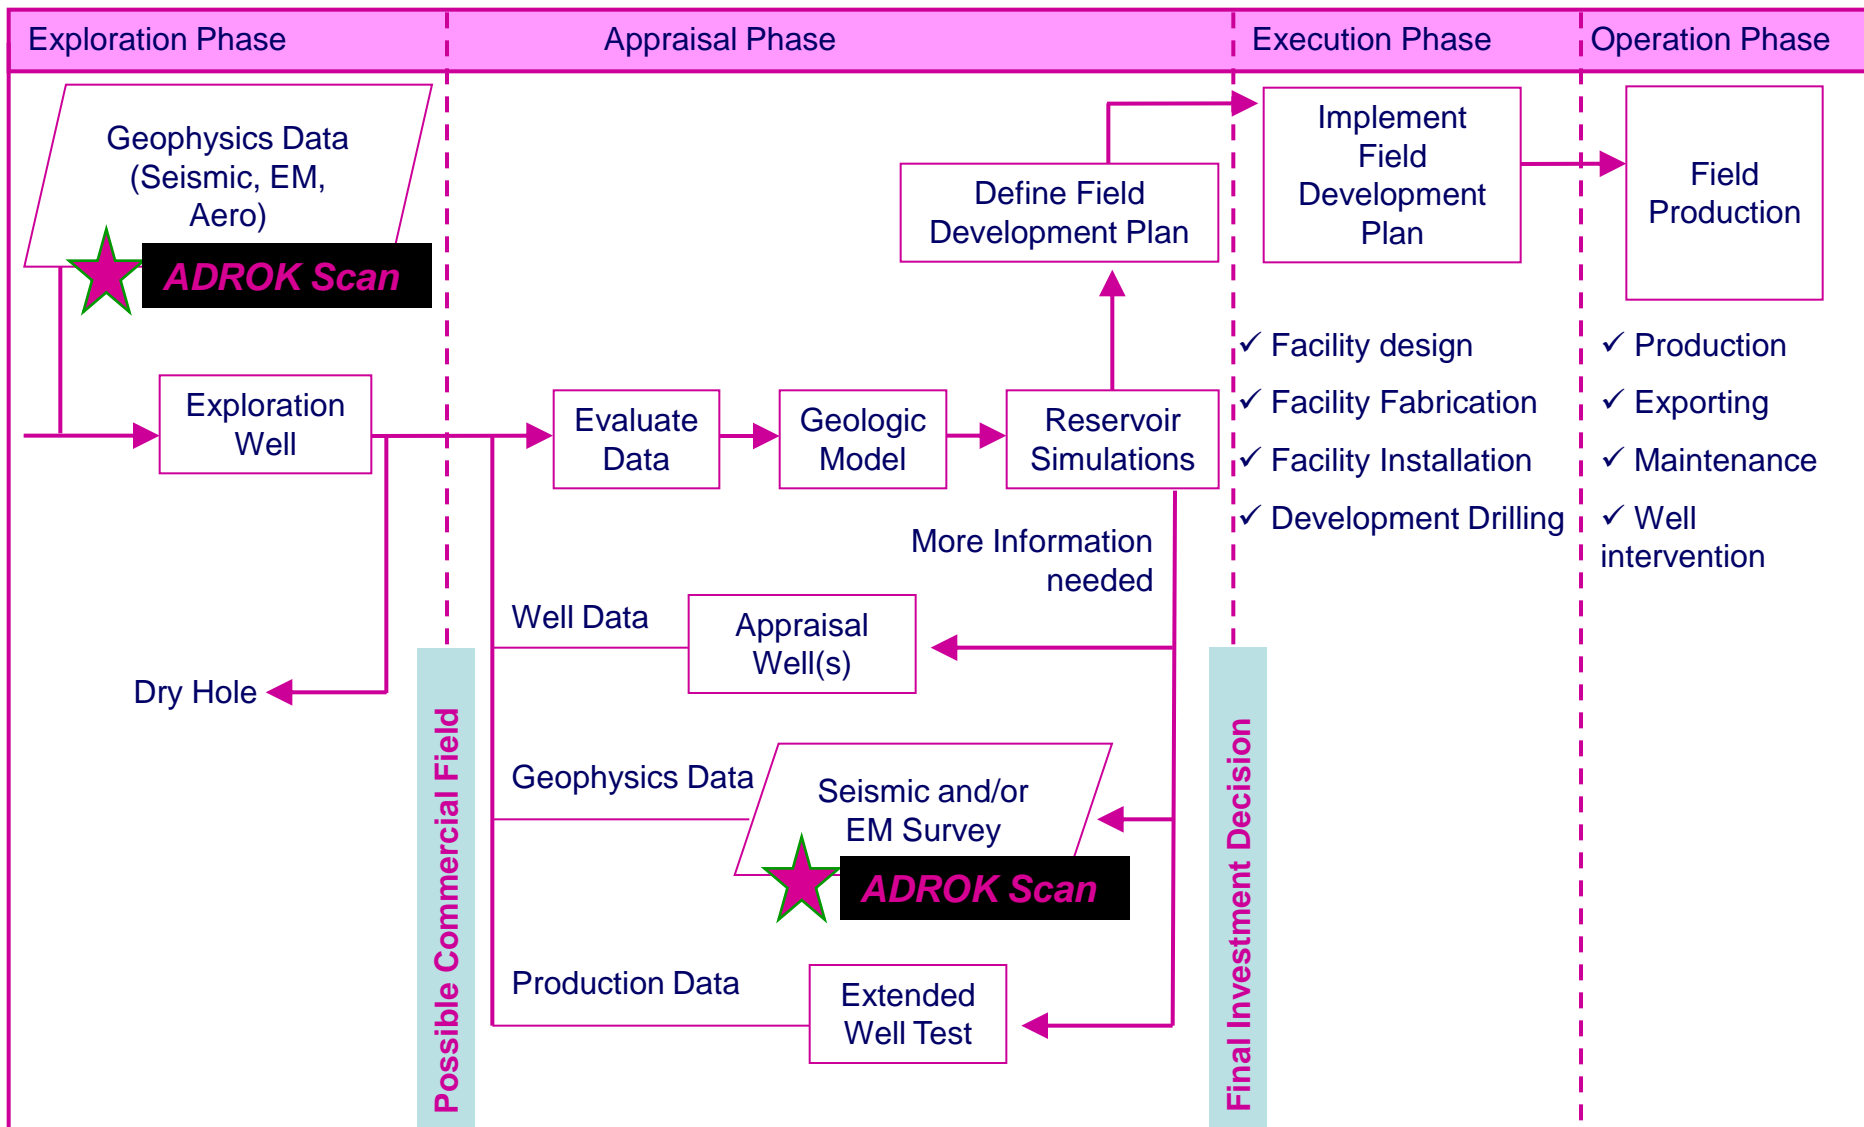 Exploration Phase
Appraisal Phase
Execution Phase
Operation Phase
Geophysics Data
(Seismic, EM,
Aero)
ADROK Scan
Exploration
Well
Dry Hole
Possible Commercial Field
Evaluate
Data
Geologic
Model
Reservoir
Simulations
Define Field
Development Plan
More Information
needed
Well Data
Appraisal
Well(s)
Geophysics Data
Seismic and/or
EM Survey
ADROK Scan
Production Data
Extended
Well Test
Final Investment Decision
Implement
Field
Development
Plan
✓ Facility design
✓ Facility Fabrication
✓ Facility Installation
✓ Development Drilling
Field
Production
✓ Production
✓ Exporting
✓ Maintenance
✓ Well
intervention